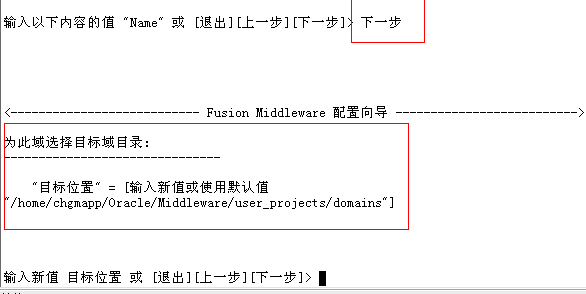 输入以下内容的值 "Name" 或 [退出][上一步][下一步]> 下一步
<--------------------------- Fusion Middleware 配置向导 -------------------------->
为此域选择目标域目录:
-------------------------------
"目标位置" = [输入新值或使用默认值
"/home/chgmapp/Oracle/Middleware/user_projects/domains"]
输入新值 目标位置 或 [退出][上一步][下一步]>